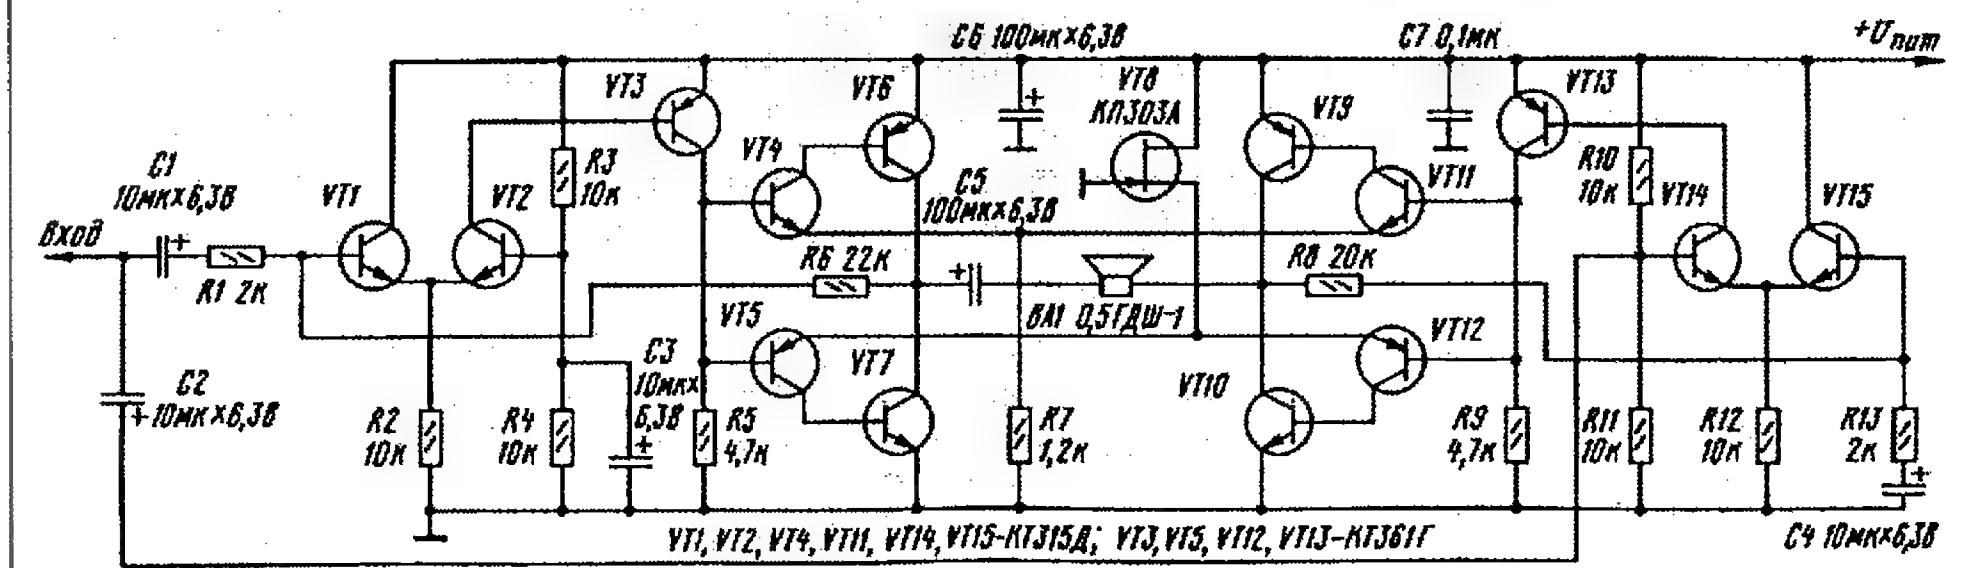 С6 100мк×6,3В
С7 0,1мк
+Uпит
VT3
VT6
VT8
КП303А
VT9
VT13
С1
10мк×6,3В
VT1
VT2
R3
10к
VT4
С5
100мк×6,3В
VT11
R10
10к
VT14
VT15
Вход
R1 2к
R6 22к
R8 20к
VT5
ВА1 0,5ГДШ-1
VT12
С2
10мк×6,3В
С3
10мк×
6,3В
VT7
VT10
R2
10к
R4
10к
R5
4,7к
R7
1,2к
R9
4,7к
R11
10к
R12
10к
R13
2к
VT1, VT2, VT4, VT11, VT14, VT15-КТ315Д; VT3, VT5, VT12, VT13-КТ361Г
С4 10мк×6,3В